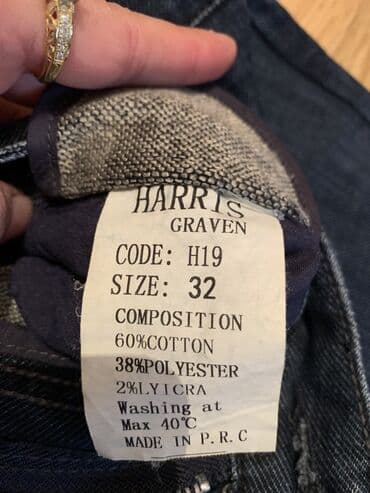 HARRIS
GRAVEN
CODE: H19
SIZE: 32
COMPOSITION
60%COTTON
38%POLYESTER
2%LYICRA
Washing at
Max 40℃
MADE IN P.R.C